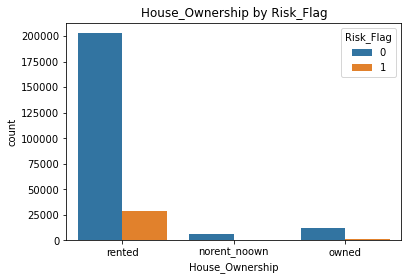 House_Ownership by Risk_Flag
Risk_Flag
0
1
200000
175000
150000
125000
100000
75000
50000
25000
0
count
rented
norent_noown
owned
House_Ownership